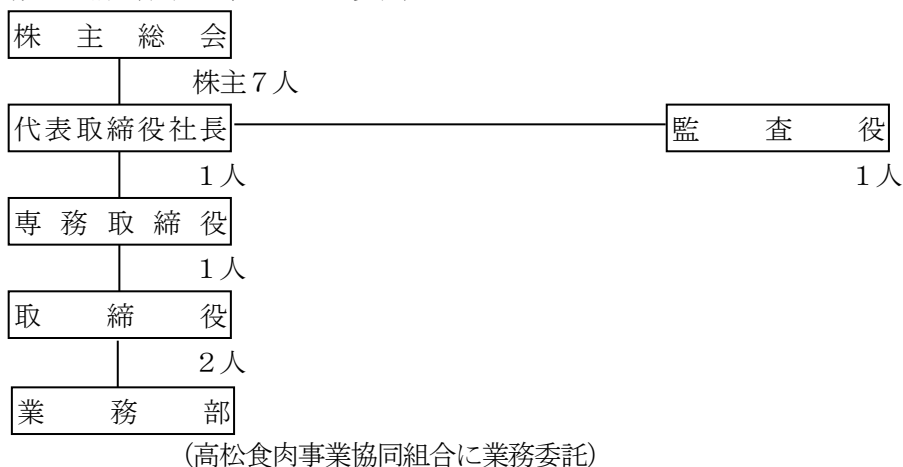 株主総会
株主７人
代表取締役社長 監査役
１人 １人
専務取締役
１人
取締役
２人
業務部
(高松食肉事業協同組合に業務委託)